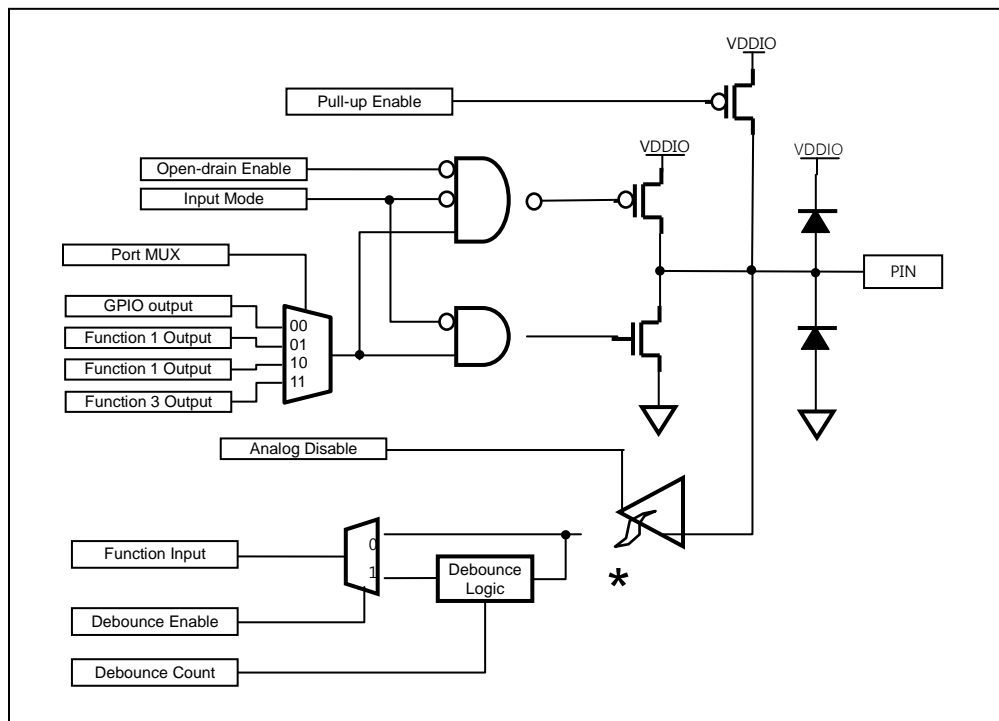 VDDIO
Pull-up Enable
VDDIO
VDDIO
Open-drain Enable
Input Mode
Port MUX
PIN
GPIO output
00
Function 1 Output
01
Function 1 Output
10
Function 3 Output
11
Analog Disable
Function Input
0
1
Debounce
Logic
*
Debounce Enable
Debounce Count